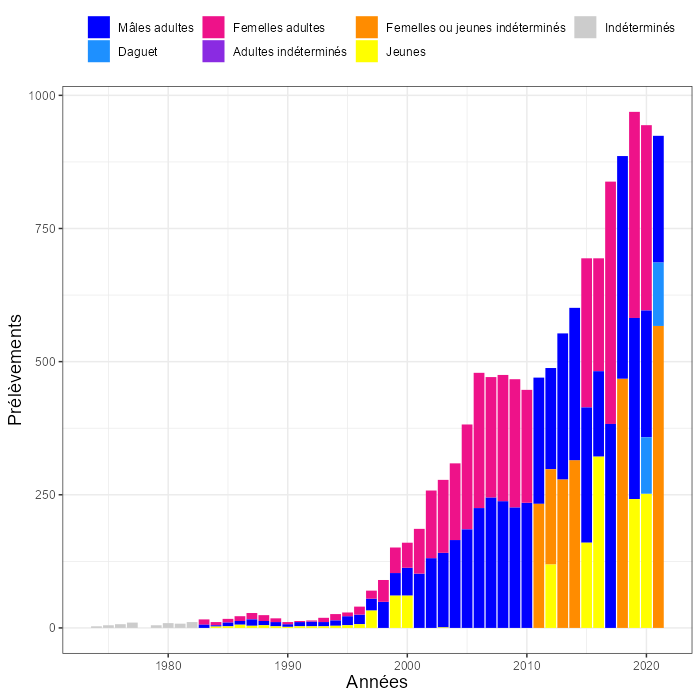 Mâles adultes Femelles adultes Femelles ou jeunes indéterminés Indéterminés
Daguet Adultes indéterminés Jeunes
1000
750
500
250
0
Prélèvements
1980 1990 2000 2010 2020
Années